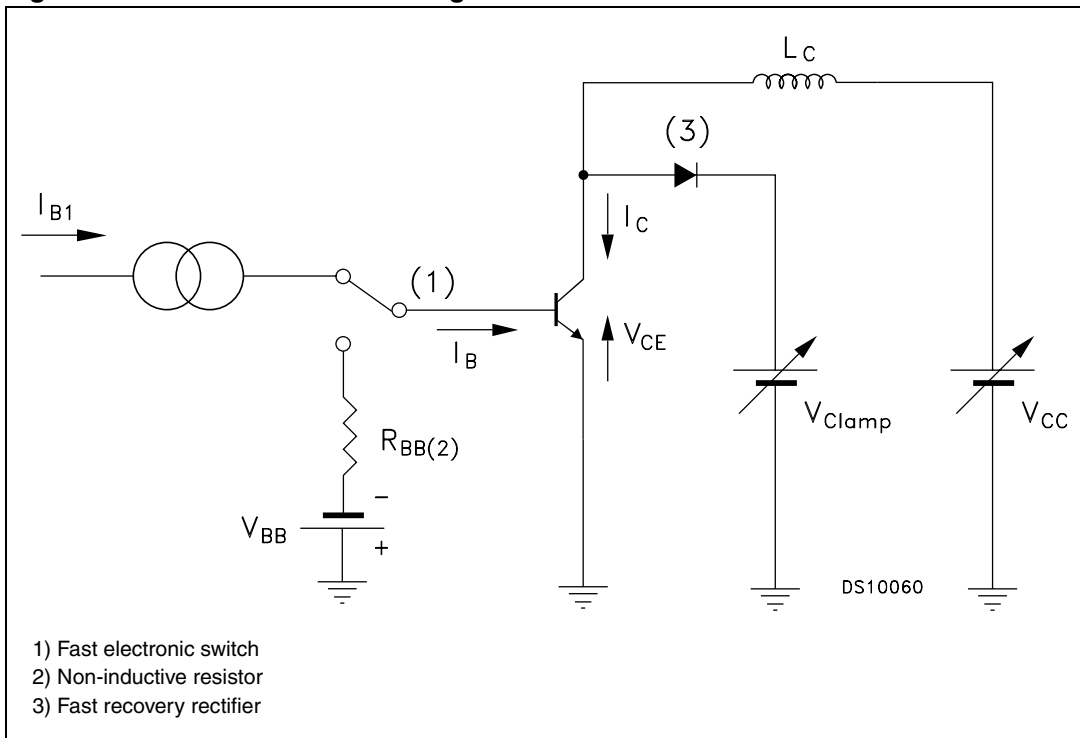 L_C
(3)
I_B1
I_C
(1)
V_CE
I_B
R_BB(2)
V_Clamp
V_CC
−
V_BB
+
DS10060
1) Fast electronic switch
2) Non-inductive resistor
3) Fast recovery rectifier